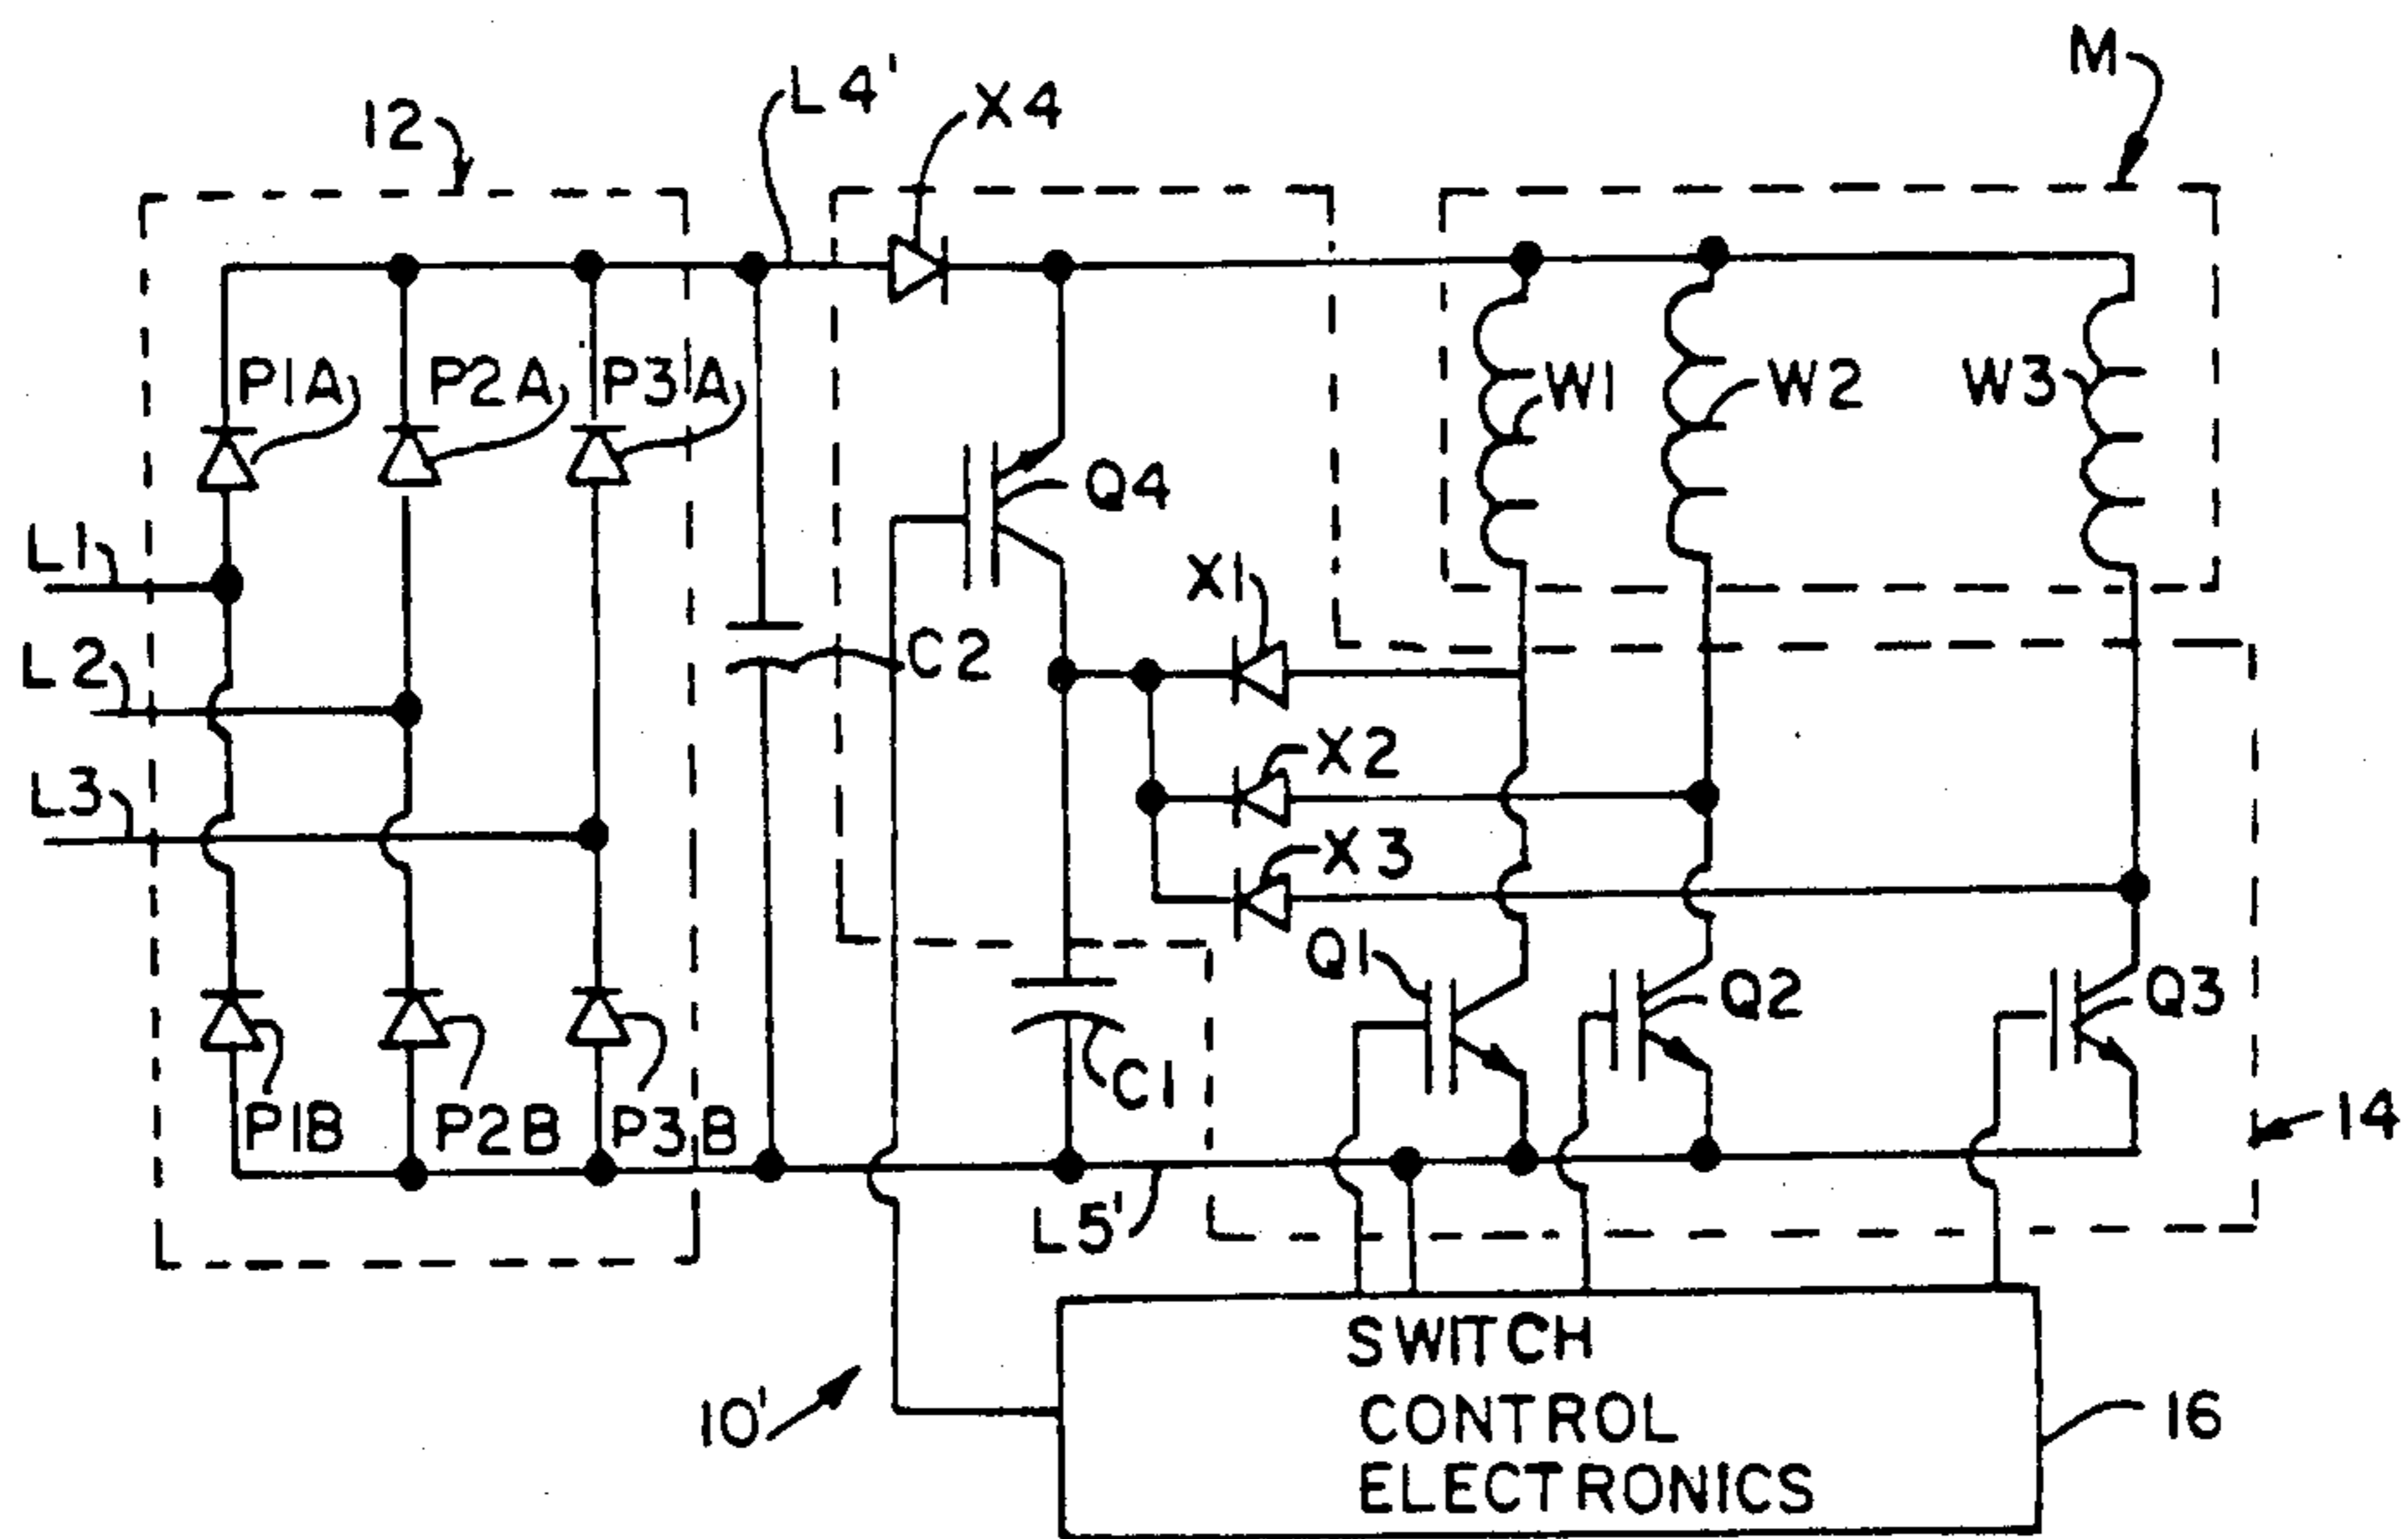 M
L4'
X4
12
P1A
P2A
P3A
W1
W2
W3
Q4
L1
X1
L2
C2
X2
L3
X3
Q1
Q2
Q3
C1
P1B
P2B
P3B
14
L5'
10'
SWITCH
CONTROL
ELECTRONICS
16